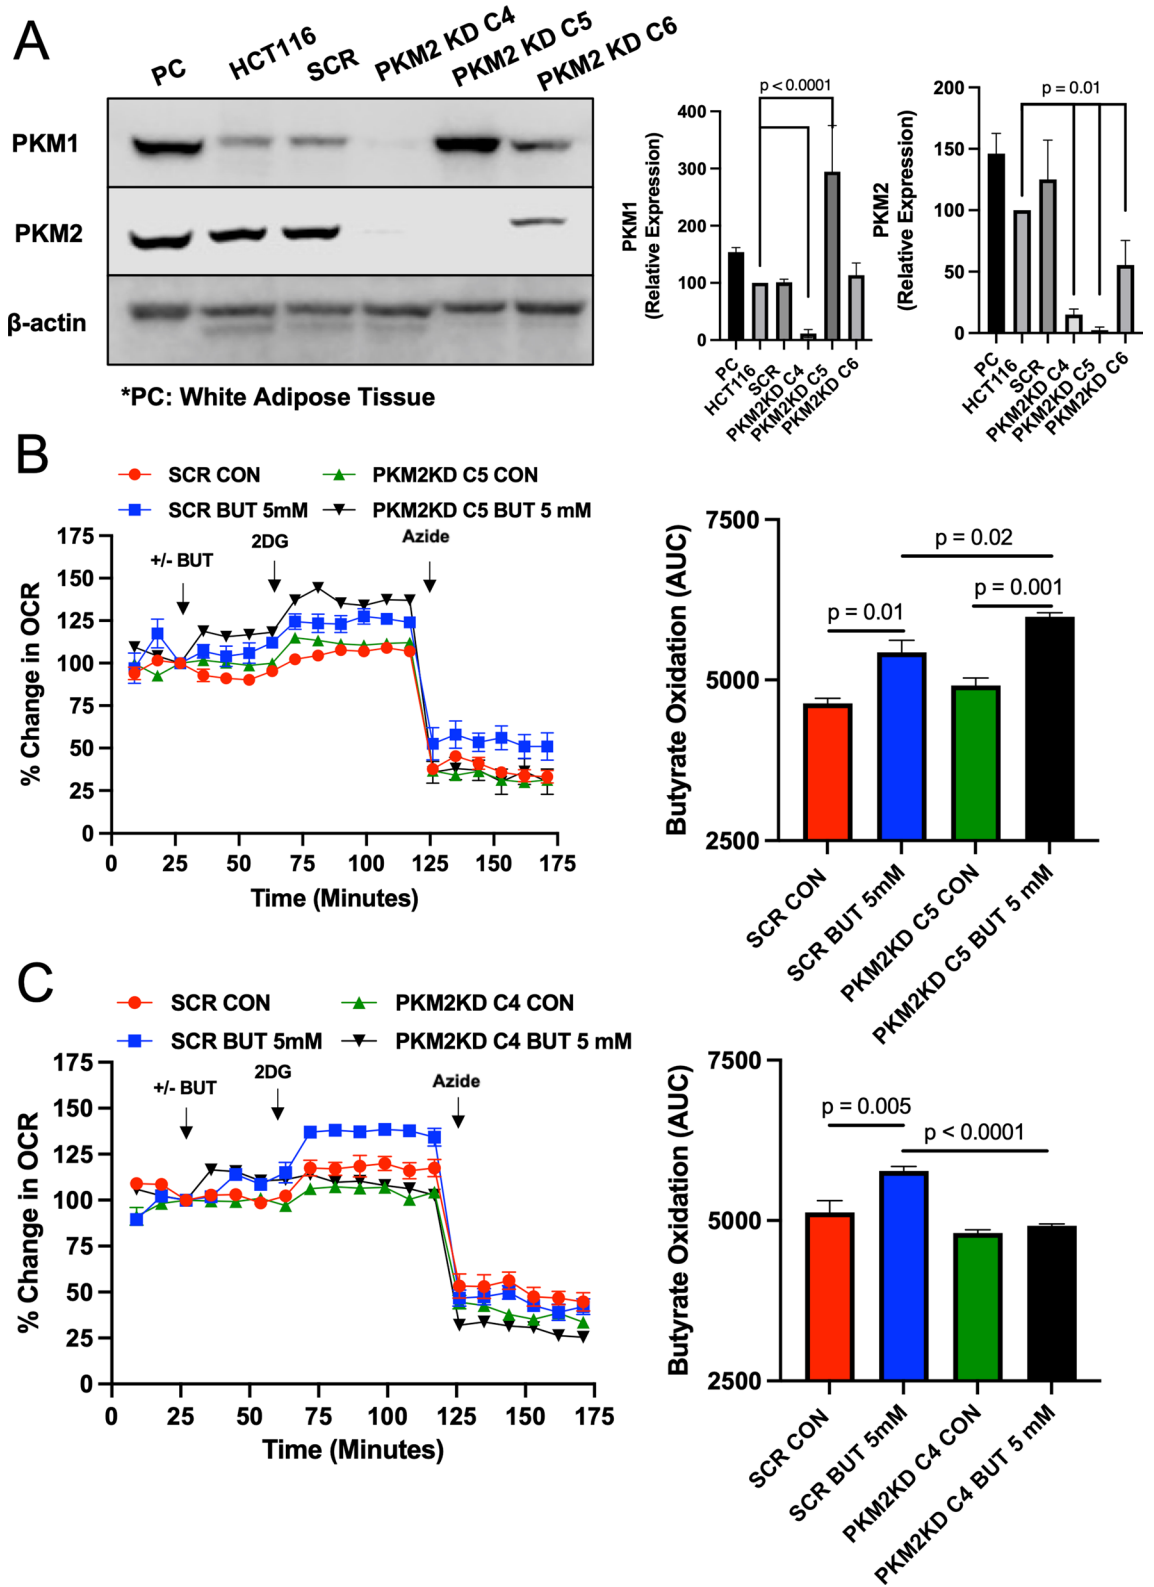 A
PC
HCT116
SCR
PKM2 KD C4
PKM2 KD C5
PKM2 KD C6
PKM1
PKM2
β-actin
*PC: White Adipose Tissue
p < 0.0001
400
300
200
100
0
PKM1
(Relative Expression)
PC
HCT116
SCR
PKM2KD C4
PKM2KD C5
PKM2KD C6
p = 0.01
200
150
100
50
0
PKM2
(Relative Expression)
PC
HCT116
SCR
PKM2KD C4
PKM2KD C5
PKM2KD C6
B
SCR CON
PKM2KD C5 CON
SCR BUT 5mM
PKM2KD C5 BUT 5 mM
+/- BUT
2DG
Azide
175
150
125
100
75
50
25
0
% Change in OCR
0 25 50 75 100 125 150 175
Time (Minutes)
7500
5000
2500
Butyrate Oxidation (AUC)
p = 0.02
p = 0.001
p = 0.01
SCR CON
SCR BUT 5mM
PKM2KD C5 CON
PKM2KD C5 BUT 5 mM
C
SCR CON
PKM2KD C4 CON
SCR BUT 5mM
PKM2KD C4 BUT 5 mM
+/- BUT
2DG
Azide
175
150
125
100
75
50
25
0
% Change in OCR
0 25 50 75 100 125 150 175
Time (Minutes)
7500
5000
2500
Butyrate Oxidation (AUC)
p = 0.005
p < 0.0001
SCR CON
SCR BUT 5mM
PKM2KD C4 CON
PKM2KD C4 BUT 5 mM